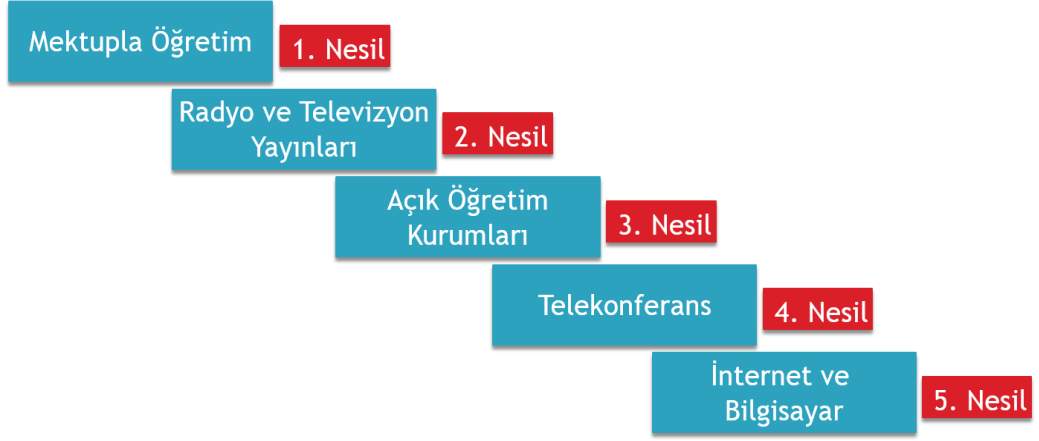 Mektupla Öğretim
1. Nesil
Radyo ve Televizyon
Yayınları
2. Nesil
Açık Öğretim
Kurumları
3. Nesil
Telekonferans
4. Nesil
İnternet ve
Bilgisayar
5. Nesil